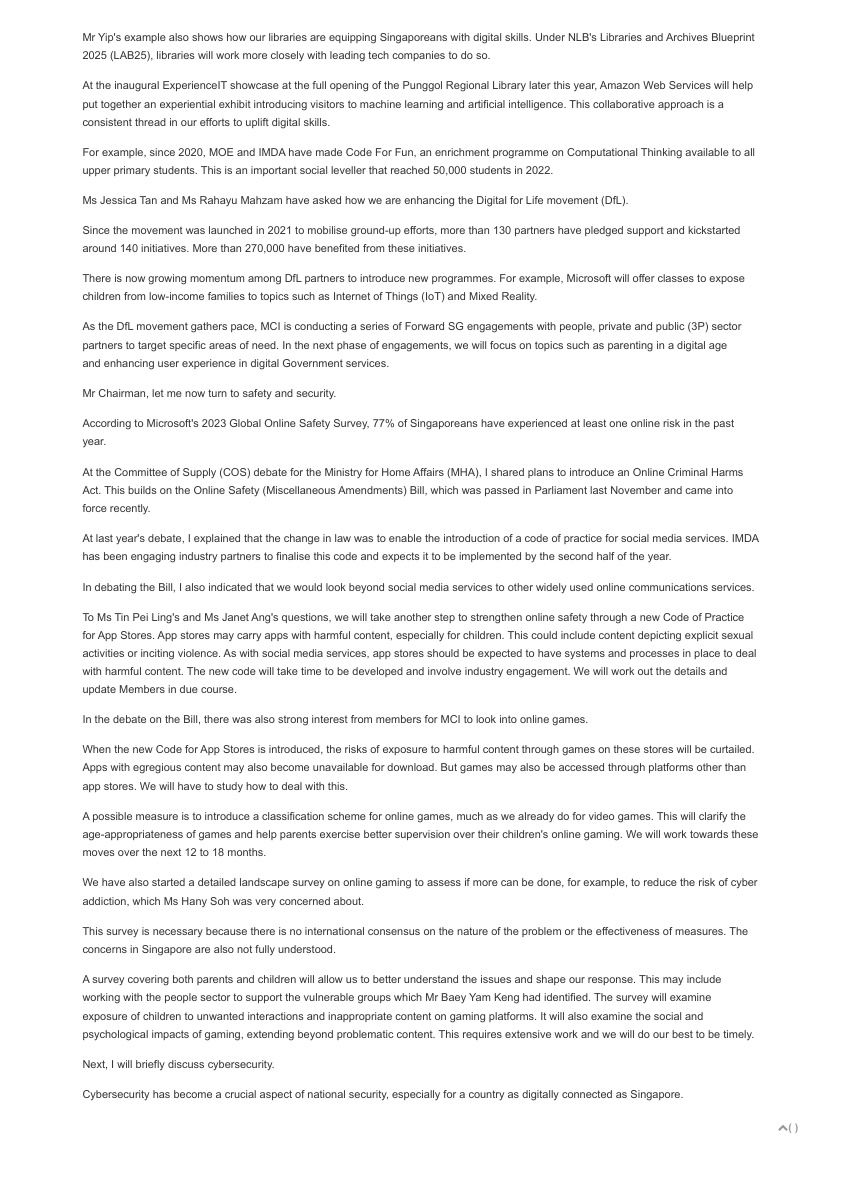 Mr Yip's example also shows how our libraries are equipping Singaporeans with digital skills. Under NLB's Libraries and Archives Blueprint
2025 (LAB25), libraries will work more closely with leading tech companies to do so.
At the inaugural ExperienceIT showcase at the full opening of the Punggol Regional Library later this year, Amazon Web Services will help
put together an experiential exhibit introducing visitors to machine learning and artificial intelligence. This collaborative approach is a
consistent thread in our efforts to uplift digital skills.
For example, since 2020, MOE and IMDA have made Code For Fun, an enrichment programme on Computational Thinking available to all
upper primary students. This is an important social leveller that reached 50,000 students in 2022.
Ms Jessica Tan and Ms Rahayu Mahzam have asked how we are enhancing the Digital for Life movement (DfL).
Since the movement was launched in 2021 to mobilise ground-up efforts, more than 130 partners have pledged support and kickstarted
around 140 initiatives. More than 270,000 have benefited from these initiatives.
There is now growing momentum among DfL partners to introduce new programmes. For example, Microsoft will offer classes to expose
children from low-income families to topics such as Internet of Things (IoT) and Mixed Reality.
As the DfL movement gathers pace, MCI is conducting a series of Forward SG engagements with people, private and public (3P) sector
partners to target specific areas of need. In the next phase of engagements, we will focus on topics such as parenting in a digital age
and enhancing user experience in digital Government services.
Mr Chairman, let me now turn to safety and security.
According to Microsoft's 2023 Global Online Safety Survey, 77% of Singaporeans have experienced at least one online risk in the past
year.
At the Committee of Supply (COS) debate for the Ministry for Home Affairs (MHA), I shared plans to introduce an Online Criminal Harms
Act. This builds on the Online Safety (Miscellaneous Amendments) Bill, which was passed in Parliament last November and came into
force recently.
At last year's debate, I explained that the change in law was to enable the introduction of a code of practice for social media services. IMDA
has been engaging industry partners to finalise this code and expects it to be implemented by the second half of the year.
In debating the Bill, I also indicated that we would look beyond social media services to other widely used online communications services.
To Ms Tin Pei Ling's and Ms Janet Ang's questions, we will take another step to strengthen online safety through a new Code of Practice
for App Stores. App stores may carry apps with harmful content, especially for children. This could include content depicting explicit sexual
activities or inciting violence. As with social media services, app stores should be expected to have systems and processes in place to deal
with harmful content. The new code will take time to be developed and involve industry engagement. We will work out the details and
update Members in due course.
In the debate on the Bill, there was also strong interest from members for MCI to look into online games.
When the new Code for App Stores is introduced, the risks of exposure to harmful content through games on these stores will be curtailed.
Apps with egregious content may also become unavailable for download. But games may also be accessed through platforms other than
app stores. We will have to study how to deal with this.
A possible measure is to introduce a classification scheme for online games, much as we already do for video games. This will clarify the
age-appropriateness of games and help parents exercise better supervision over their children's online gaming. We will work towards these
moves over the next 12 to 18 months.
We have also started a detailed landscape survey on online gaming to assess if more can be done, for example, to reduce the risk of cyber
addiction, which Ms Hany Soh was very concerned about.
This survey is necessary because there is no international consensus on the nature of the problem or the effectiveness of measures. The
concerns in Singapore are also not fully understood.
A survey covering both parents and children will allow us to better understand the issues and shape our response. This may include
working with the people sector to support the vulnerable groups which Mr Baey Yam Keng had identified. The survey will examine
exposure of children to unwanted interactions and inappropriate content on gaming platforms. It will also examine the social and
psychological impacts of gaming, extending beyond problematic content. This requires extensive work and we will do our best to be timely.
Next, I will briefly discuss cybersecurity.
Cybersecurity has become a crucial aspect of national security, especially for a country as digitally connected as Singapore.
( )